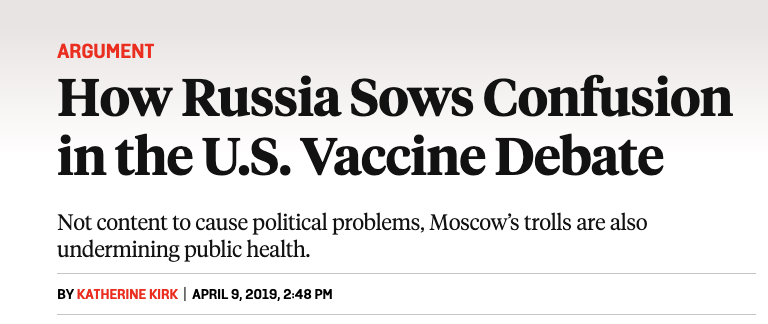 ARGUMENT
How Russia Sows Confusion
in the U.S. Vaccine Debate
Not content to cause political problems, Moscow’s trolls are also
undermining public health.
BY KATHERINE KIRK | APRIL 9, 2019, 2:48 PM